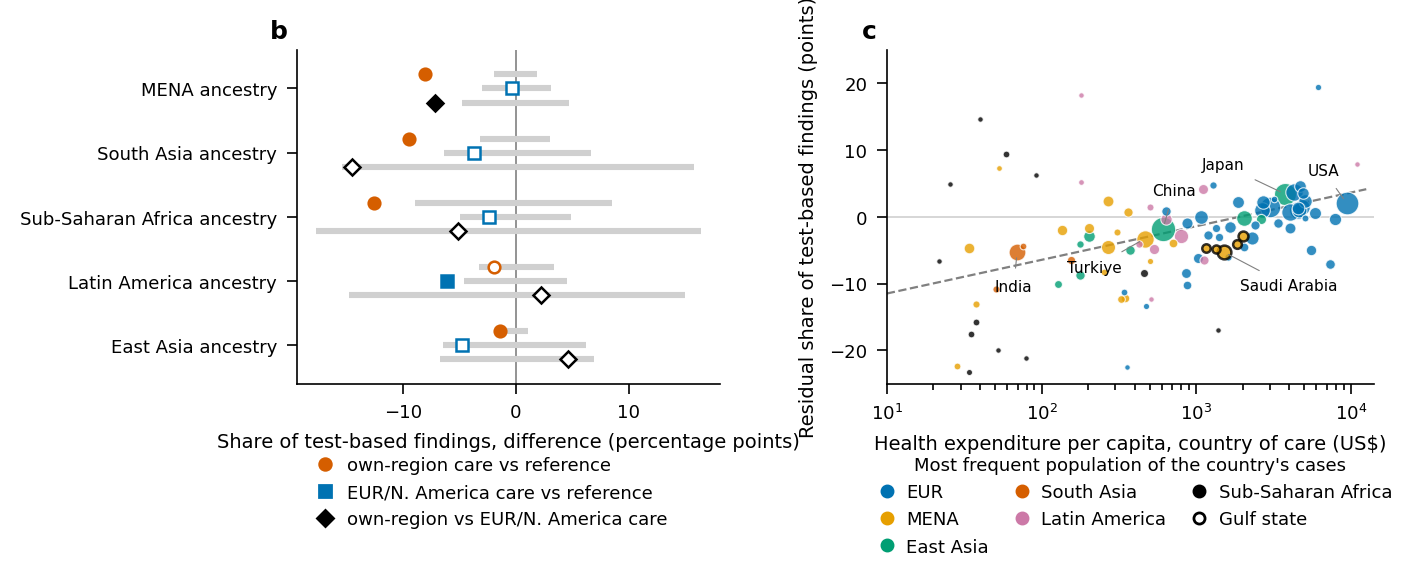 b
MENA ancestry
South Asia ancestry
Sub-Saharan Africa ancestry
Latin America ancestry
East Asia ancestry
−10
0
10
Share of test-based findings, difference (percentage points)
own-region care vs reference
EUR/N. America care vs reference
own-region vs EUR/N. America care
c
Residual share of test-based findings (points)
20
10
0
−10
−20
Japan
USA
China
Turkiye
India
Saudi Arabia
10¹
10²
10³
10⁴
Health expenditure per capita, country of care (US$)
Most frequent population of the country's cases
EUR
MENA
East Asia
South Asia
Latin America
Sub-Saharan Africa
Gulf state